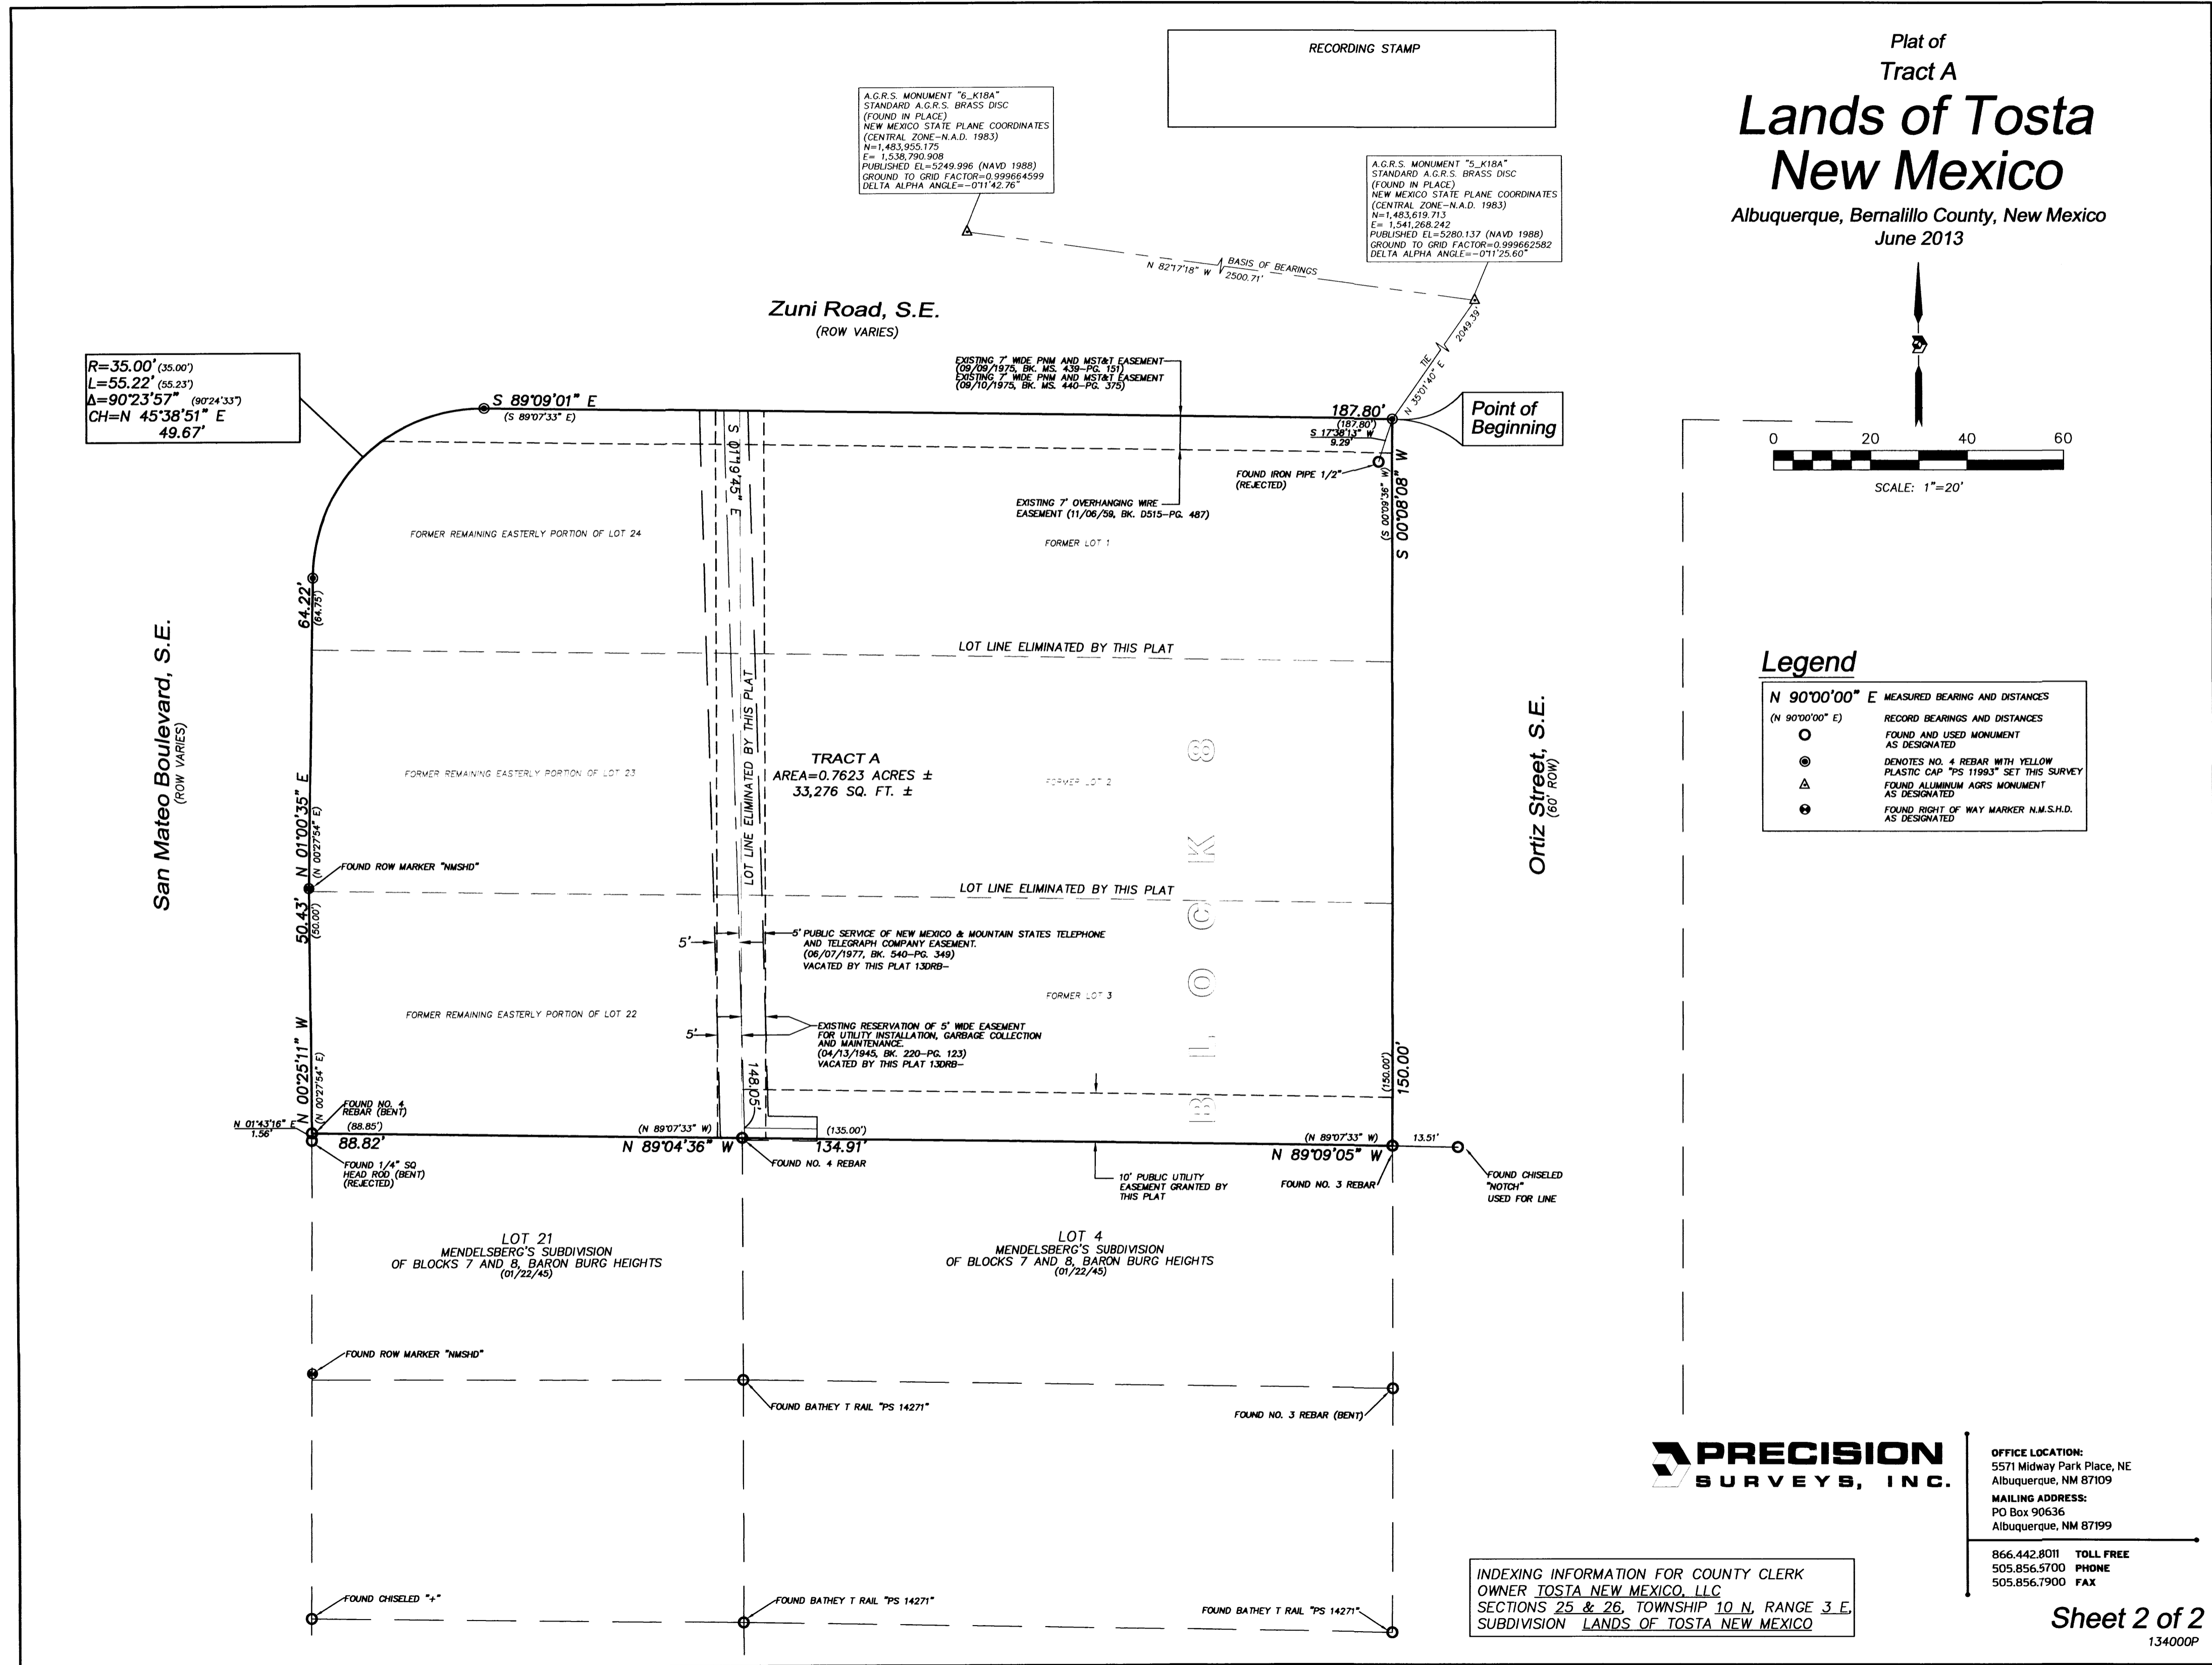 RECORDING STAMP
Plat of
Tract A
Lands of Tosta
New Mexico
Albuquerque, Bernalillo County, New Mexico
June 2013
A.G.R.S. MONUMENT "6_K18A"
STANDARD A.G.R.S. BRASS DISC
(FOUND IN PLACE)
NEW MEXICO STATE PLANE COORDINATES
(CENTRAL ZONE-N.A.D. 1983)
N=1,483,955.175
E= 1,538,790.908
PUBLISHED EL=5249.996 (NAVD 1988)
GROUND TO GRID FACTOR=0.999664599
DELTA ALPHA ANGLE=-0°11'42.76"
A.G.R.S. MONUMENT "5_K18A"
STANDARD A.G.R.S. BRASS DISC
(FOUND IN PLACE)
NEW MEXICO STATE PLANE COORDINATES
(CENTRAL ZONE-N.A.D. 1983)
N=1,483,619.713
E= 1,541,268.242
PUBLISHED EL=5280.137 (NAVD 1988)
GROUND TO GRID FACTOR=0.999662582
DELTA ALPHA ANGLE=-0°11'25.60"
BASIS OF BEARINGS
N 82°17'18" W 2500.71'
TIE
N 35°01'40" E 2049.39'
Zuni Road, S.E.
(ROW VARIES)
R=35.00' (35.00')
L=55.22' (55.23')
Δ=90°23'57" (90°24'33")
CH=N 45°38'51" E
49.67'
EXISTING 7' WIDE PNM AND MST&T EASEMENT
(09/09/1975, BK. MS. 439-PG. 151)
EXISTING 7' WIDE PNM AND MST&T EASEMENT
(09/10/1975, BK. MS. 440-PG. 375)
S 89°09'01" E
(S 89°07'33" E)
187.80'
(187.80')
S 17°38'13" W
9.29'
Point of
Beginning
FOUND IRON PIPE 1/2"
(REJECTED)
EXISTING 7' OVERHANGING WIRE
EASEMENT (11/06/59, BK. D515-PG. 487)
S 00°08'08" W
(S 00°09'36" W)
S 01°19'45" E
0 20 40 60
SCALE: 1"=20'
FORMER REMAINING EASTERLY PORTION OF LOT 24
FORMER LOT 1
64.22'
(64.75')
LOT LINE ELIMINATED BY THIS PLAT
LOT LINE ELIMINATED BY THIS PLAT
San Mateo Boulevard, S.E.
(ROW VARIES)
Ortiz Street, S.E.
(60' ROW)
Legend
N 90°00'00" E MEASURED BEARING AND DISTANCES
(N 90°00'00" E) RECORD BEARINGS AND DISTANCES
FOUND AND USED MONUMENT
AS DESIGNATED
DENOTES NO. 4 REBAR WITH YELLOW
PLASTIC CAP "PS 11993" SET THIS SURVEY
FOUND ALUMINUM AGRS MONUMENT
AS DESIGNATED
FOUND RIGHT OF WAY MARKER N.M.S.H.D.
AS DESIGNATED
TRACT A
AREA=0.7623 ACRES ±
33,276 SQ. FT. ±
FORMER REMAINING EASTERLY PORTION OF LOT 23
FORMER LOT 2
BLOCK 8
N 01°00'35" E
(N 00°27'54" E)
FOUND ROW MARKER "NMSHD"
LOT LINE ELIMINATED BY THIS PLAT
50.43'
(50.00')
5'
5' PUBLIC SERVICE OF NEW MEXICO & MOUNTAIN STATES TELEPHONE
AND TELEGRAPH COMPANY EASEMENT.
(06/07/1977, BK. 540-PG. 349)
VACATED BY THIS PLAT 13DRB-
FORMER LOT 3
FORMER REMAINING EASTERLY PORTION OF LOT 22
5'
EXISTING RESERVATION OF 5' WIDE EASEMENT
FOR UTILITY INSTALLATION, GARBAGE COLLECTION
AND MAINTENANCE.
(04/13/1945, BK. 220-PG. 123)
VACATED BY THIS PLAT 13DRB-
N 00°25'11" W
(N 00°27'54" E)
148.05'
150.00'
(150.00')
FOUND NO. 4
REBAR (BENT)
N 01°43'16" E
1.56'
(88.85')
88.82'
(N 89°07'33" W)
N 89°04'36" W
(135.00')
134.91'
(N 89°07'33" W)
N 89°09'05" W
13.51'
FOUND 1/4" SQ
HEAD ROD (BENT)
(REJECTED)
FOUND NO. 4 REBAR
10' PUBLIC UTILITY
EASEMENT GRANTED BY
THIS PLAT
FOUND NO. 3 REBAR
FOUND CHISELED
"NOTCH"
USED FOR LINE
LOT 21
MENDELSBERG'S SUBDIVISION
OF BLOCKS 7 AND 8, BARON BURG HEIGHTS
(01/22/45)
LOT 4
MENDELSBERG'S SUBDIVISION
OF BLOCKS 7 AND 8, BARON BURG HEIGHTS
(01/22/45)
FOUND ROW MARKER "NMSHD"
FOUND BATHEY T RAIL "PS 14271"
FOUND NO. 3 REBAR (BENT)
FOUND CHISELED "+"
FOUND BATHEY T RAIL "PS 14271"
FOUND BATHEY T RAIL "PS 14271"
PRECISION
SURVEYS, INC.
OFFICE LOCATION:
5571 Midway Park Place, NE
Albuquerque, NM 87109
MAILING ADDRESS:
PO Box 90636
Albuquerque, NM 87199
866.442.8011 TOLL FREE
505.856.5700 PHONE
505.856.7900 FAX
INDEXING INFORMATION FOR COUNTY CLERK
OWNER TOSTA NEW MEXICO, LLC
SECTIONS 25 & 26, TOWNSHIP 10 N, RANGE 3 E,
SUBDIVISION LANDS OF TOSTA NEW MEXICO
Sheet 2 of 2
134000P